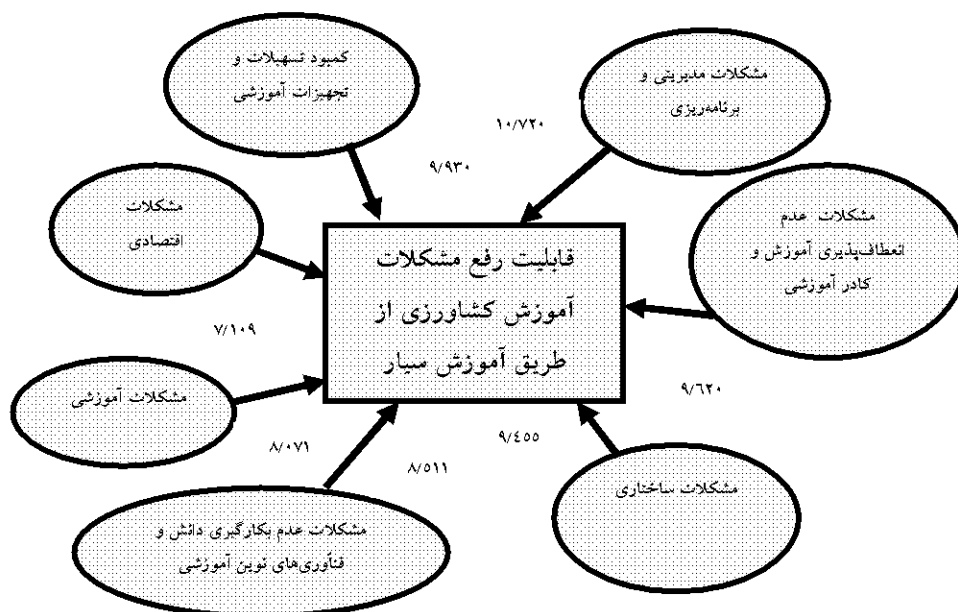 کمبود تسهیلات و
تجهیزات آموزشی
مشکلات مدیریتی و
برنامه‌ریزی
۱۰/۷۲۰
۹/۹۳۰
مشکلات
اقتصادی
مشکلات عدم
انعطاف‌پذیری آموزش و
کادر آموزشی
قابلیت رفع مشکلات
آموزش کشاورزی از
طریق آموزش سیار
۷/۱۰۹
۹/٦۲۰
مشکلات آموزشی
۸/۰۷۱
۸/۵۱۱
۹/٤۵۵
مشکلات ساختاری
مشکلات عدم بکارگیری دانش و
فنآوری‌های نوین آموزشی